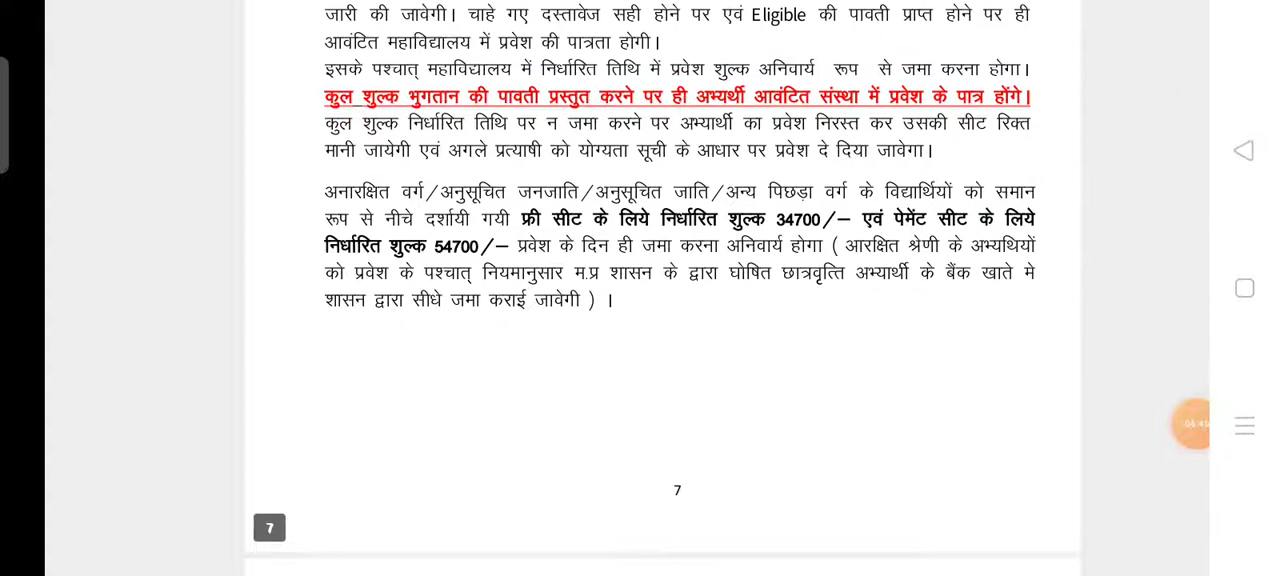 जारी की जावेगी। चाहे गए दस्तावेज सही होने पर एवं Eligible की पावती प्राप्त होने पर ही
आवंटित महाविद्यालय में प्रवेश की पात्रता होगी।
इसके पश्चात् महाविद्यालय में निर्धारित तिथि में प्रवेश शुल्क अनिवार्य रूप से जमा करना होगा।
कुल शुल्क भुगतान की पावती प्रस्तुत करने पर ही अभ्यर्थी आवंटित संस्था में प्रवेश के पात्र होंगे।
कुल शुल्क निर्धारित तिथि पर न जमा करने पर अभ्यार्थी का प्रवेश निरस्त कर उसकी सीट रिक्त
मानी जायेगी एवं अगले प्रत्याषी को योग्यता सूची के आधार पर प्रवेश दे दिया जावेगा।
अनारक्षित वर्ग/अनुसूचित जनजाति/अनुसूचित जाति/अन्य पिछड़ा वर्ग के विद्यार्थियों को समान
रूप से नीचे दर्शायी गयी फ्री सीट के लिये निर्धारित शुल्क 34700/– एवं पेमेंट सीट के लिये
निर्धारित शुल्क 54700/– प्रवेश के दिन ही जमा करना अनिवार्य होगा ( आरक्षित श्रेणी के अभ्यथियों
को प्रवेश के पश्चात् नियमानुसार म.प्र शासन के द्वारा घोषित छात्रवृत्ति अभ्यार्थी के बैंक खाते मे
शासन द्वारा सीधे जमा कराई जावेगी ) ।
7
7